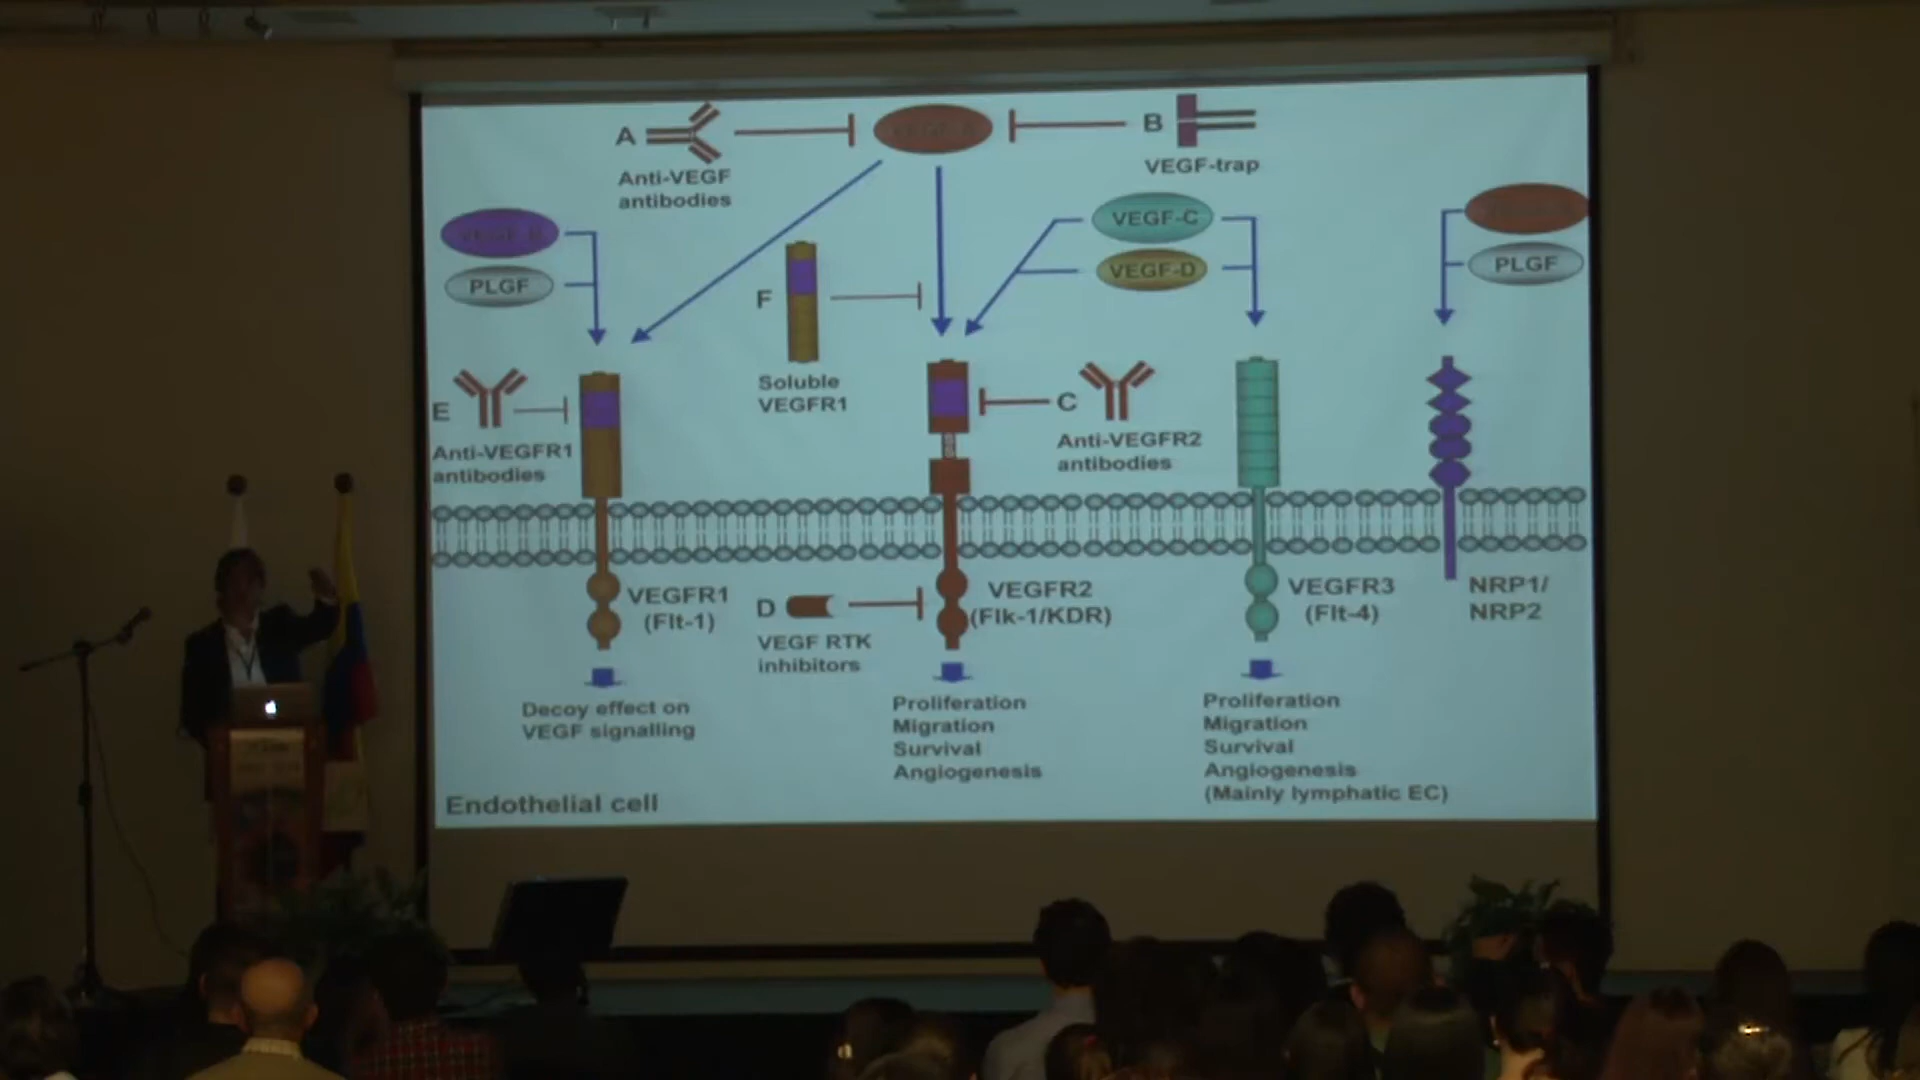 A
Anti-VEGF
antibodies
VEGF-A
B
VEGF-trap
VEGF-B
PLGF
VEGF-C
VEGF-D
PLGF
F
Soluble
VEGFR1
E
Anti-VEGFR1
antibodies
C
Anti-VEGFR2
antibodies
VEGFR1
(Flt-1)
D
VEGF RTK
inhibitors
VEGFR2
(Flk-1/KDR)
VEGFR3
(Flt-4)
NRP1/
NRP2
Decoy effect on
VEGF signalling
Proliferation
Migration
Survival
Angiogenesis
Proliferation
Migration
Survival
Angiogenesis
(Mainly lymphatic EC)
Endothelial cell